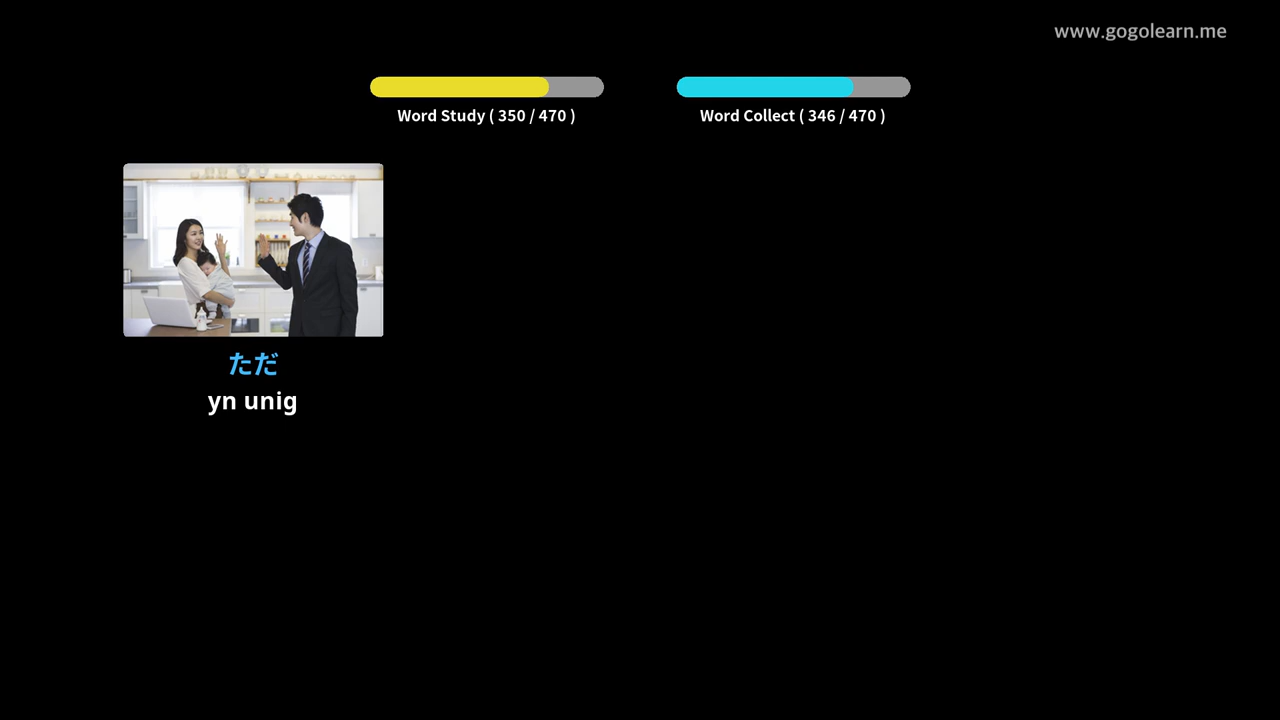 www.gogolearn.me
Word Study ( 350 / 470 )
Word Collect ( 346 / 470 )
ただ
yn unig